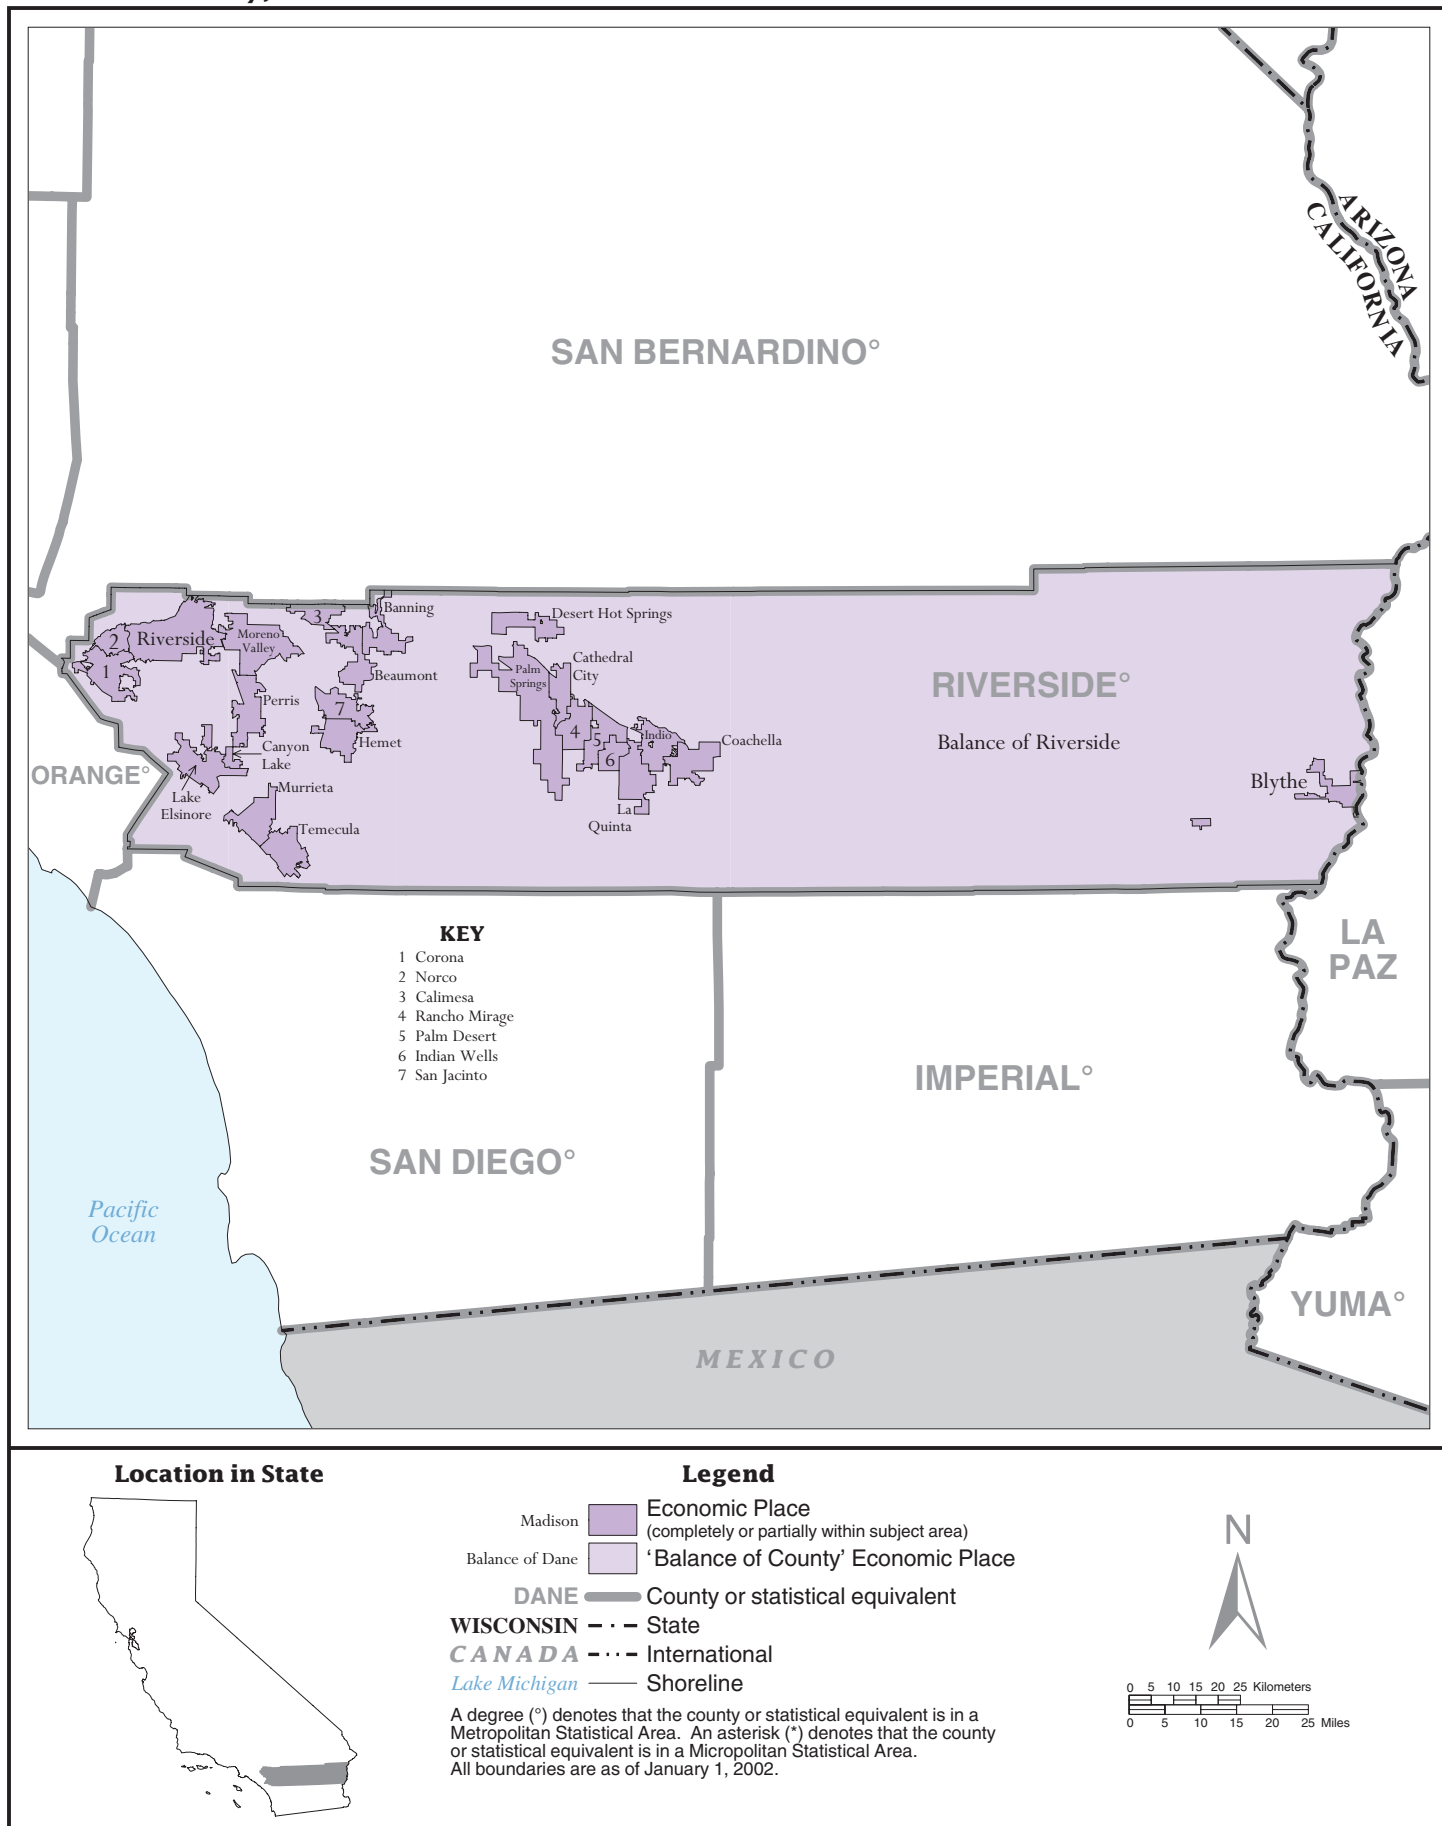 ARIZONA
CALIFORNIA
SAN BERNARDINO°
Banning
Desert Hot Springs
3
2
Riverside
Moreno
Valley
1
Beaumont
Cathedral
City
Palm
Springs
RIVERSIDE°
Perris
7
Hemet
4
5
6
Indio
Coachella
Balance of Riverside
Canyon
Lake
ORANGE°
Lake
Elsinore
Murrieta
Temecula
La
Quinta
Blythe
KEY
1 Corona
2 Norco
3 Calimesa
4 Rancho Mirage
5 Palm Desert
6 Indian Wells
7 San Jacinto
LA
PAZ
IMPERIAL°
SAN DIEGO°
Pacific
Ocean
YUMA°
MEXICO
Location in State
Legend
Madison
Economic Place
(completely or partially within subject area)
Balance of Dane
‘Balance of County’ Economic Place
DANE
County or statistical equivalent
WISCONSIN
State
CANADA
International
Lake Michigan
Shoreline
A degree (°) denotes that the county or statistical equivalent is in a
Metropolitan Statistical Area. An asterisk (*) denotes that the county
or statistical equivalent is in a Micropolitan Statistical Area.
All boundaries are as of January 1, 2002.
N
0 5 10 15 20 25 Kilometers
0 5 10 15 20 25 Miles